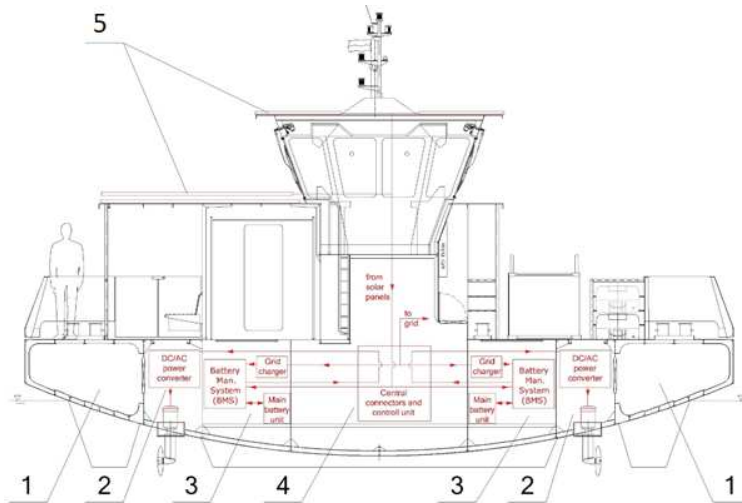 5
from
solar
panels
to
grid
DC/AC
power
converter
Battery
Man.
System
(BMS)
Grid
charger
Main
battery
unit
Central
connectors and
controll unit
Grid
charger
Main
battery
unit
Battery
Man.
System
(BMS)
DC/AC
power
converter
1
2
3
4
3
2
1